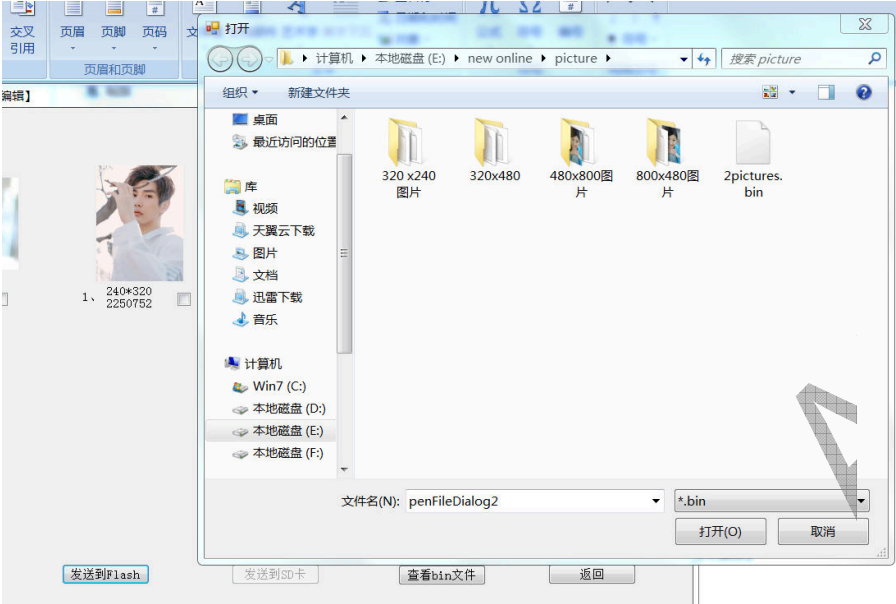 交叉
引用
页眉
页脚
页码
文
页眉和页脚
编辑】
1、
240*320
2250752
打开
计算机
本地磁盘 (E:)
new online
picture
搜索 picture
组织
新建文件夹
桌面
最近访问的位置
库
视频
天翼云下载
图片
文档
迅雷下载
音乐
计算机
Win7 (C:)
本地磁盘 (D:)
本地磁盘 (E:)
本地磁盘 (F:)
320 x240
图片
320x480
480x800图
片
800x480图
片
2pictures.
bin
文件名(N):
penFileDialog2
*.bin
打开(O)
取消
发送到Flash
发送到SD卡
查看bin文件
返回